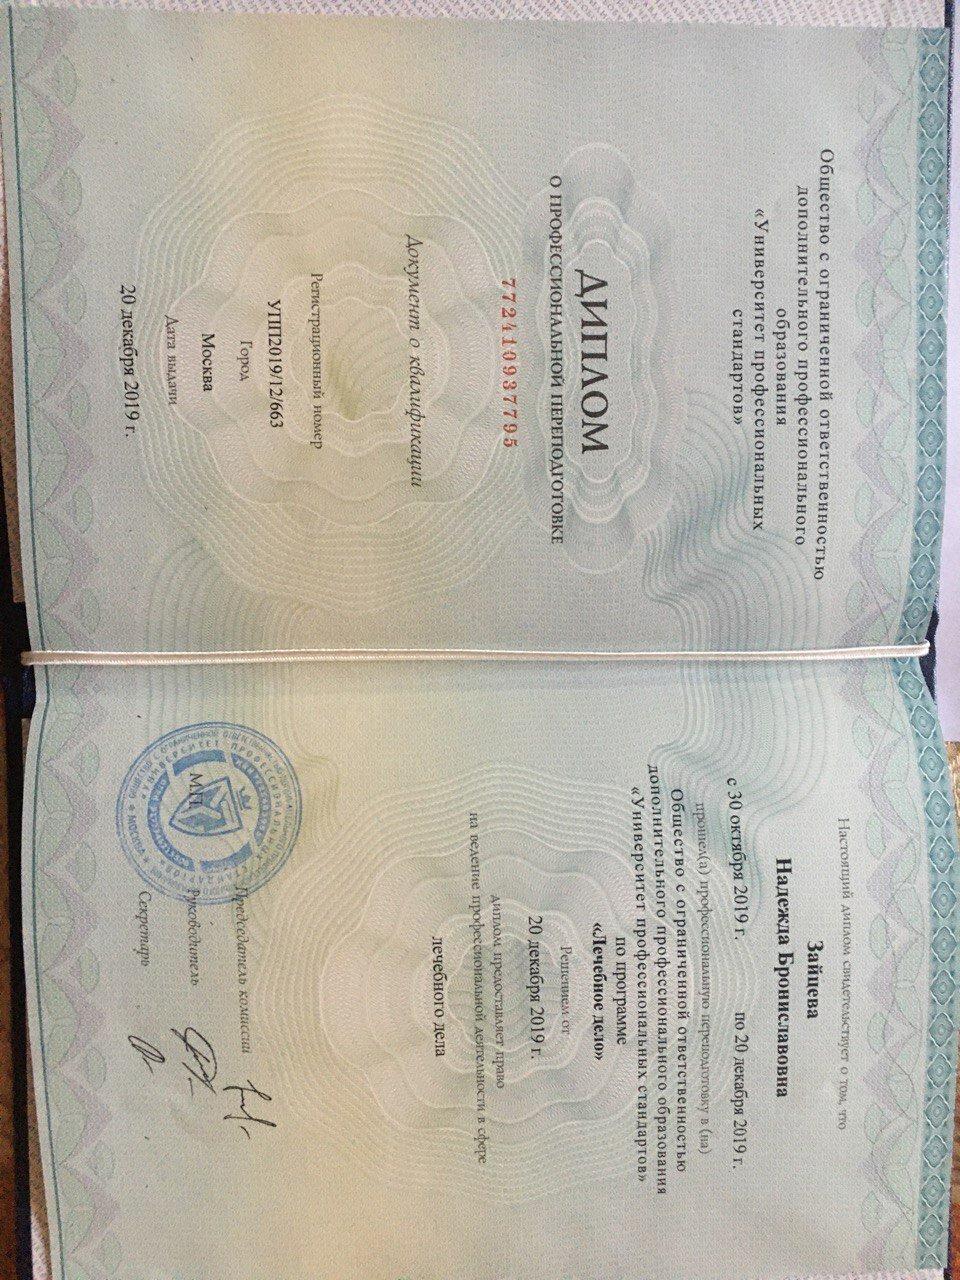 Общество с ограниченной ответственностью
дополнительного профессионального
образования
«Университет профессиональных
стандартов»
ДИПЛОМ
О ПРОФЕССИОНАЛЬНОЙ ПЕРЕПОДГОТОВКЕ
772410937795
Документ о квалификации
Регистрационный номер
УПП2019/12/663
Город
Москва
Дата выдачи
20 декабря 2019 г.
Настоящий диплом свидетельствует о том, что
Зайцева
Надежда Брониславовна
с 30 октября 2019 г. по 20 декабря 2019 г.
прошел(а) профессиональную переподготовку в (на)
Общество с ограниченной ответственностью
дополнительного профессионального образования
«Университет профессиональных стандартов»
по программе
«Лечебное дело»
Решением от
20 декабря 2019 г.
диплом предоставляет право
на ведение профессиональной деятельности в сфере
лечебного дела
Председатель комиссии
М.П. Руководитель
Секретарь